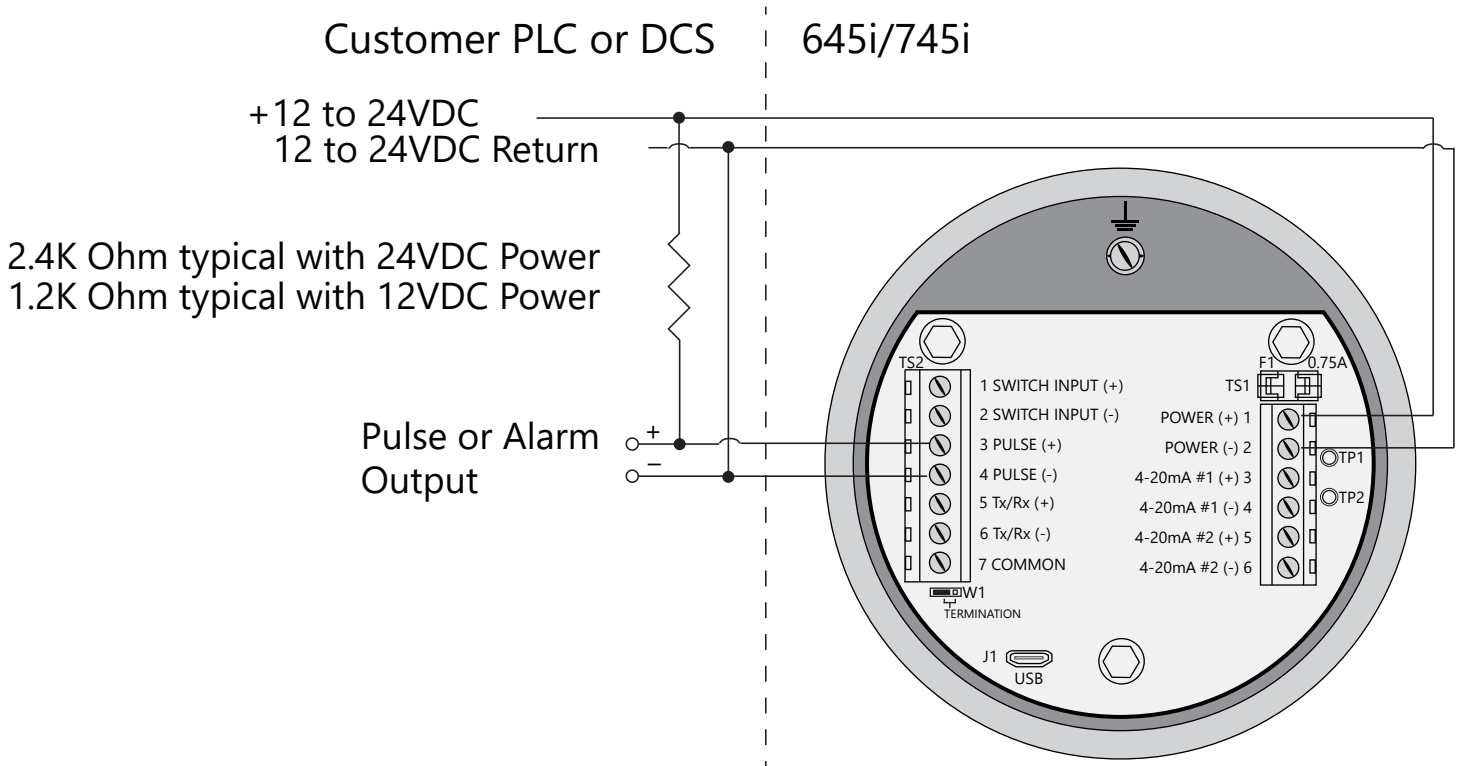 Customer PLC or DCS
645i/745i
+12 to 24VDC
12 to 24VDC Return
2.4K Ohm typical with 24VDC Power
1.2K Ohm typical with 12VDC Power
Pulse or Alarm
Output
+
−
TS2
1 SWITCH INPUT (+)
2 SWITCH INPUT (-)
3 PULSE (+)
4 PULSE (-)
5 Tx/Rx (+)
6 Tx/Rx (-)
7 COMMON
W1
TERMINATION
J1
USB
F1
0.75A
TS1
POWER (+) 1
POWER (-) 2
4-20mA #1 (+) 3
4-20mA #1 (-) 4
4-20mA #2 (+) 5
4-20mA #2 (-) 6
TP1
TP2